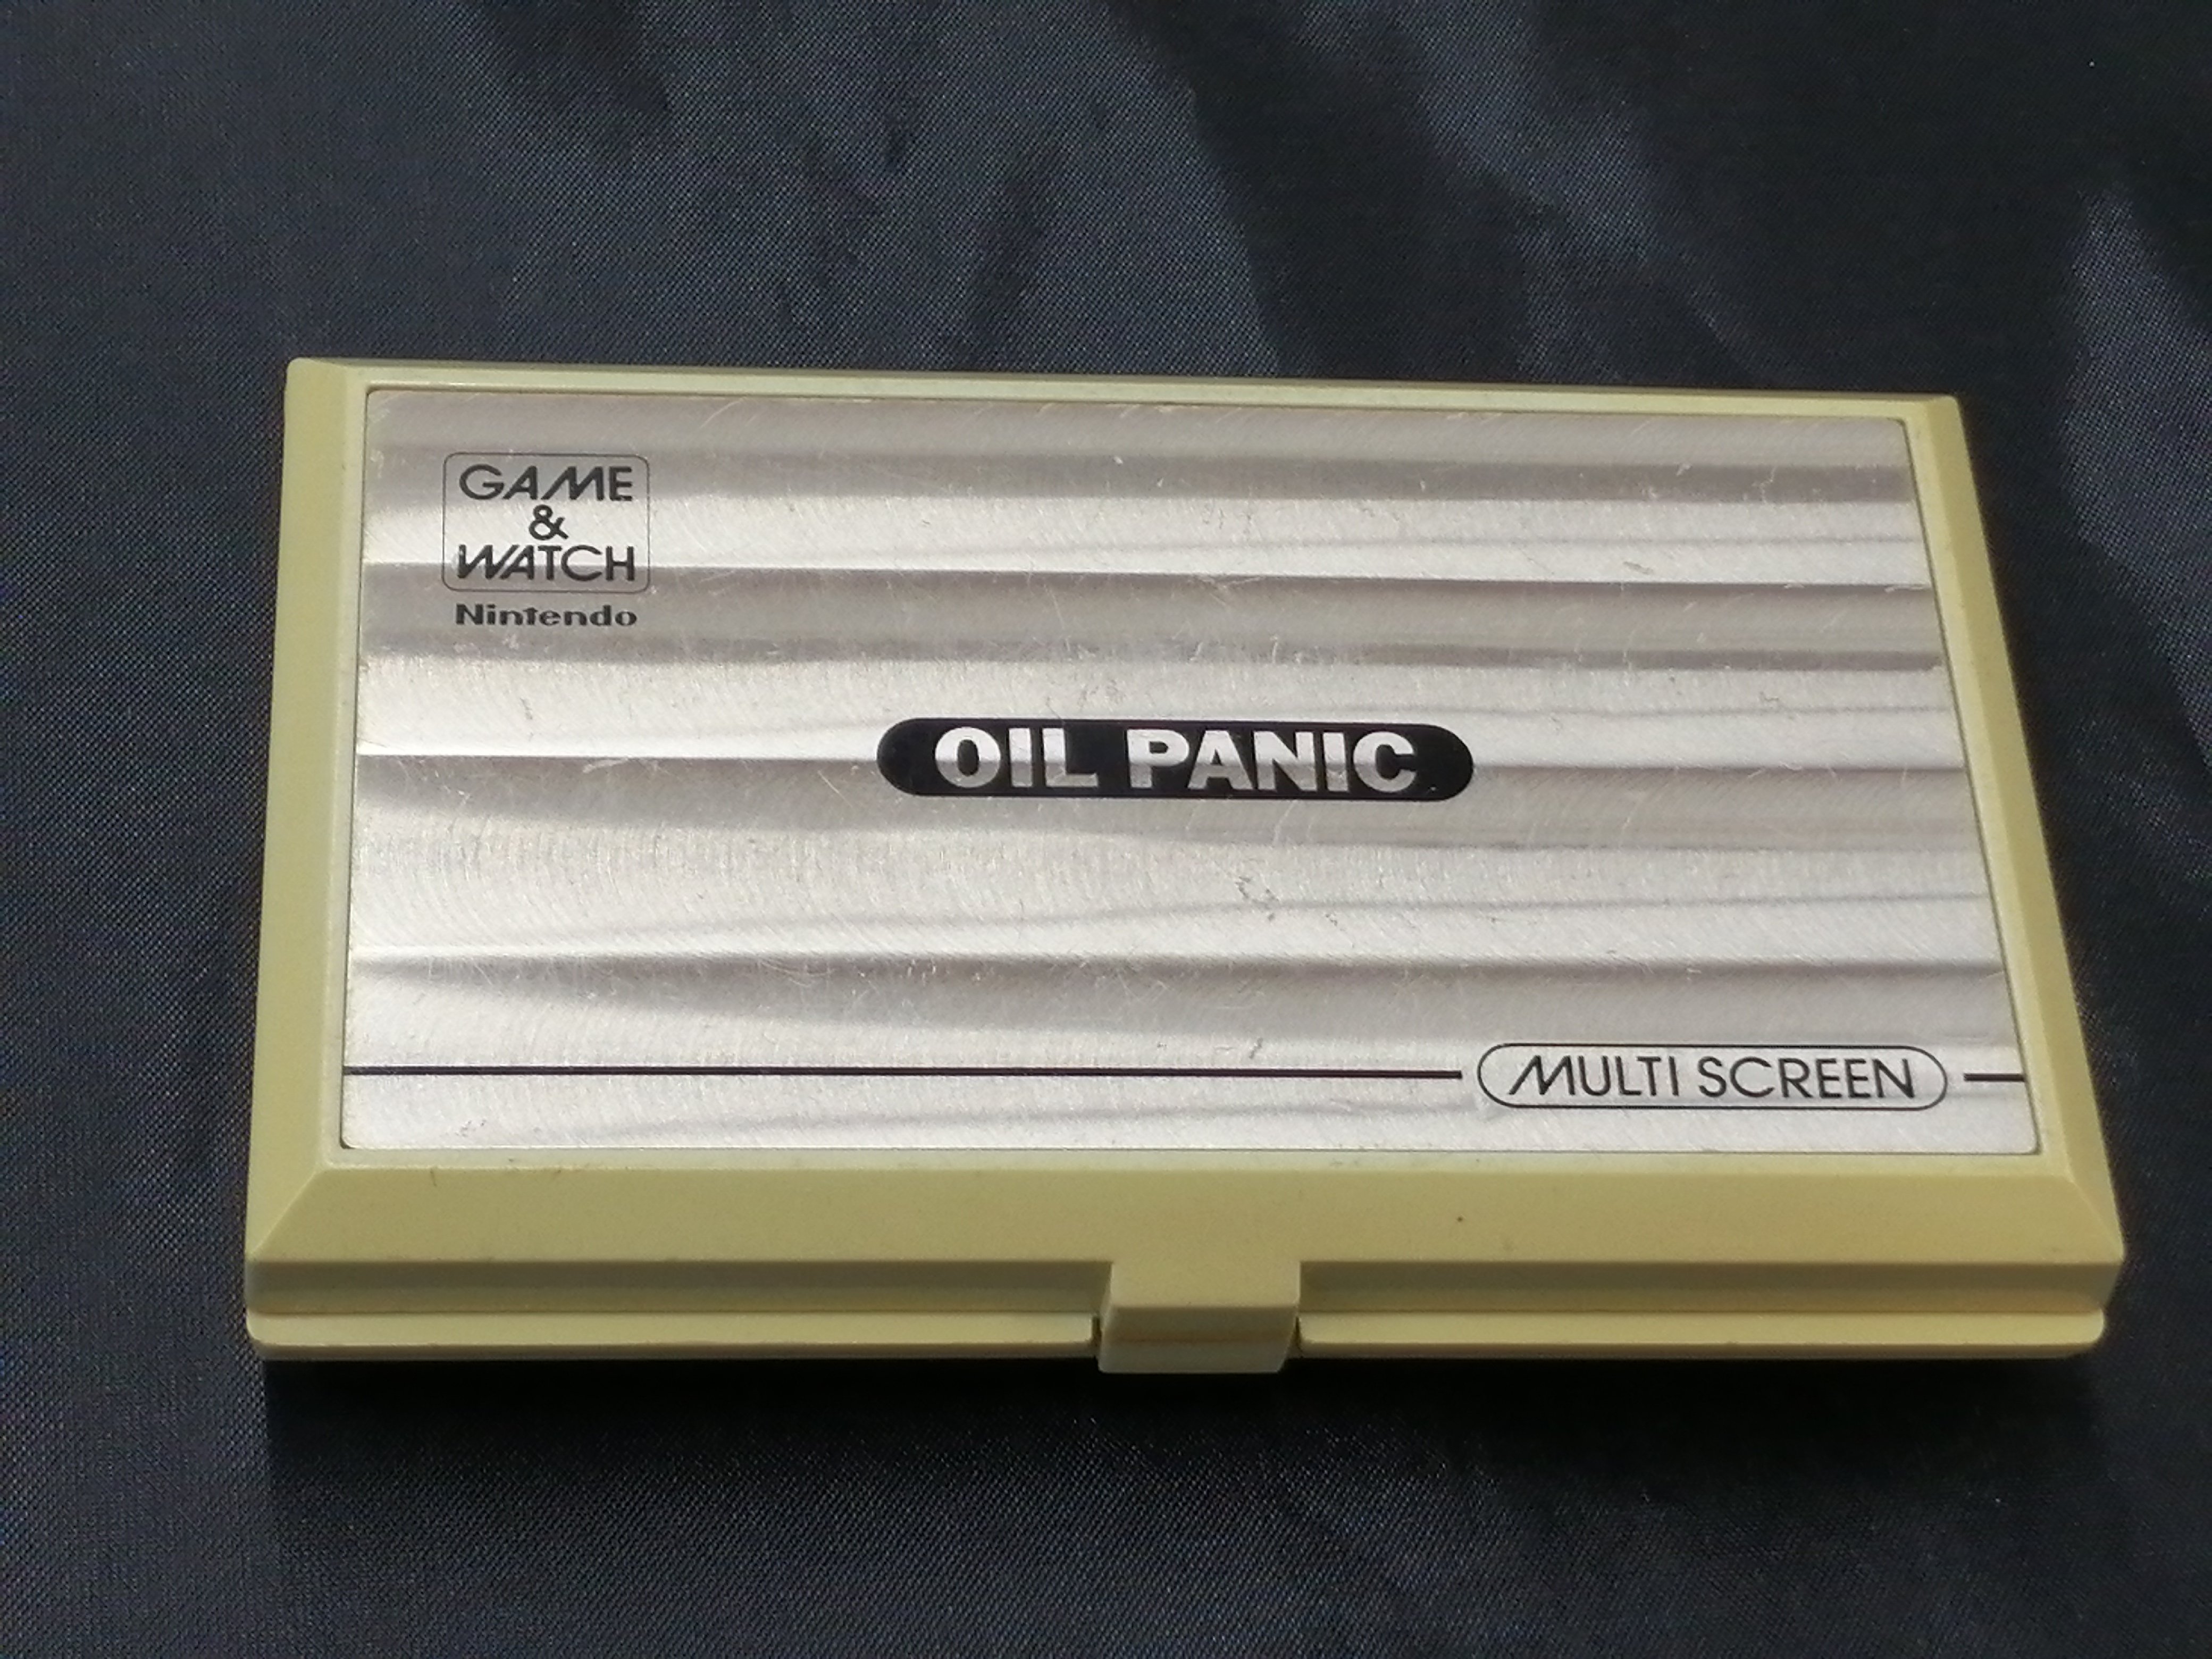 GAME
&
WATCH
Nintendo
OIL PANIC
MULTI SCREEN